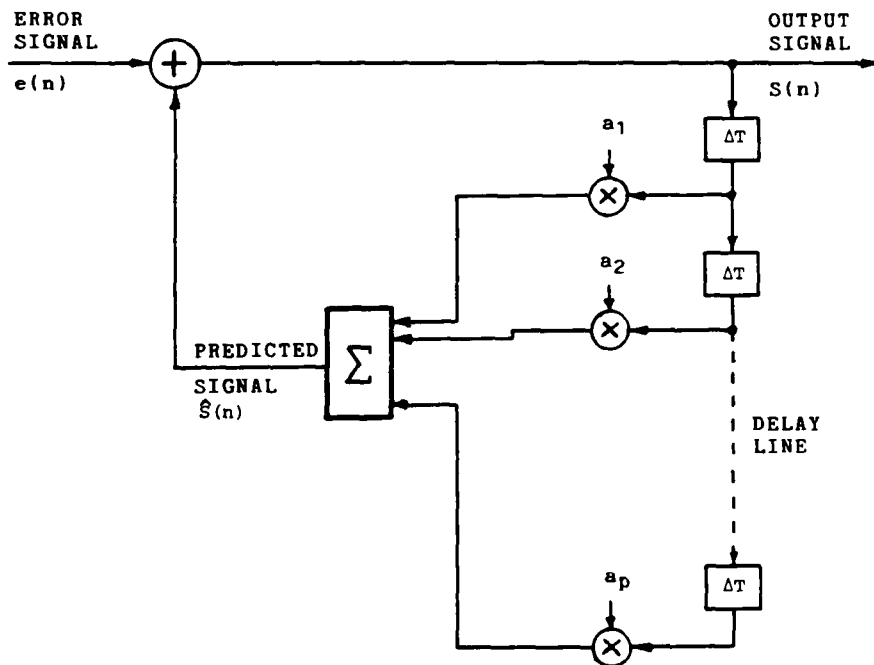 ERROR
SIGNAL
e(n)
+
OUTPUT
SIGNAL
S(n)
ΔT
a1
×
ΔT
a2
×
Σ
PREDICTED
SIGNAL
Ŝ(n)
DELAY
LINE
ΔT
ap
×